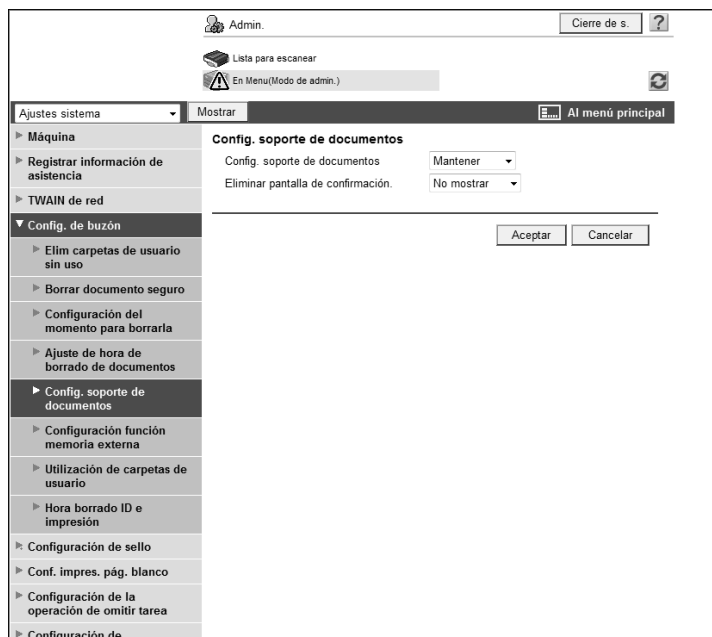 Admin.
Cierre de s.
?
Lista para escanear
En Menu(Modo de admin.)
Ajustes sistema
Mostrar
Al menú principal
Máquina
Registrar información de
asistencia
TWAIN de red
Config. de buzón
Elim carpetas de usuario
sin uso
Borrar documento seguro
Configuración del
momento para borrarla
Ajuste de hora de
borrado de documentos
Config. soporte de
documentos
Configuración función
memoria externa
Utilización de carpetas de
usuario
Hora borrado ID e
impresión
Configuración de sello
Conf. impres. pág. blanco
Configuración de la
operación de omitir tarea
Configuración de
Config. soporte de documentos
Config. soporte de documentos Mantener
Eliminar pantalla de confirmación. No mostrar
Aceptar Cancelar